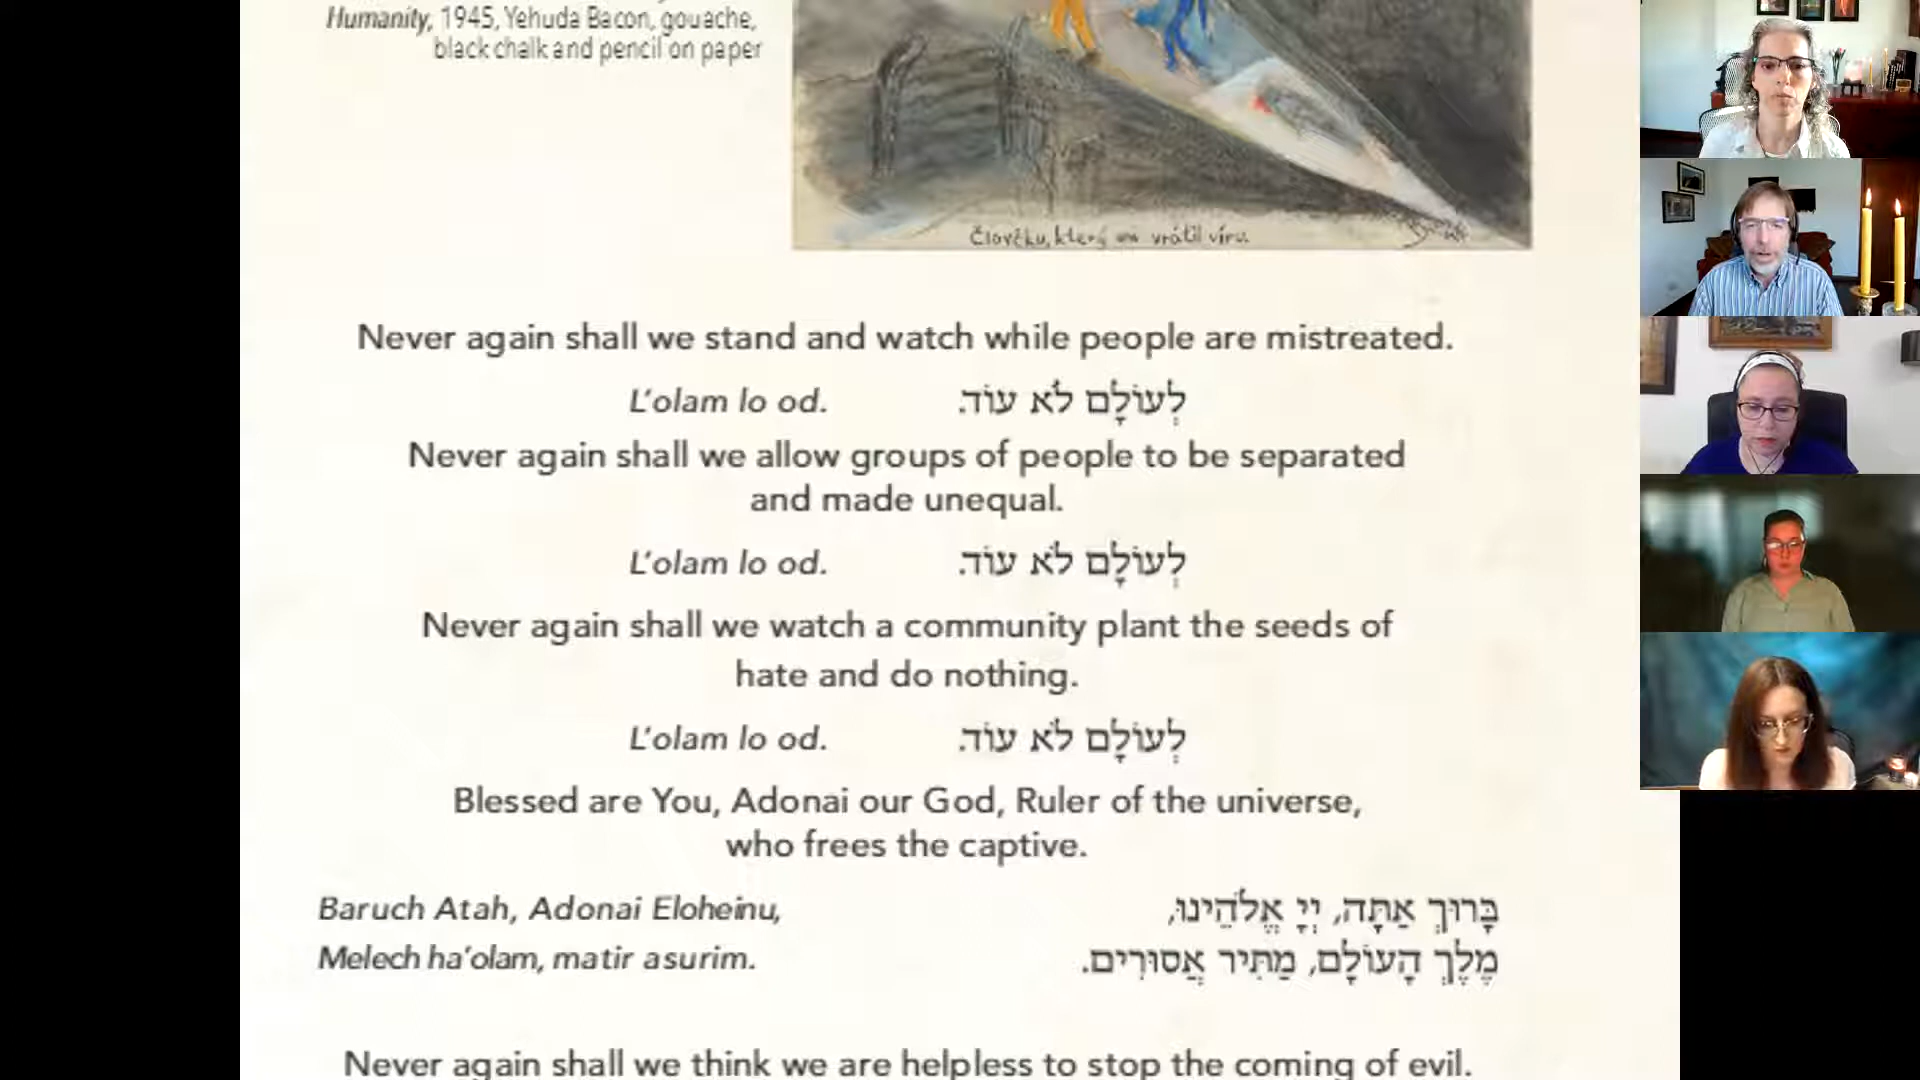 Humanity, 1945, Yehuda Bacon, gouache,
black chalk and pencil on paper
Člověku, který mi vrátil víru.
Never again shall we stand and watch while people are mistreated.
L’olam lo od. לְעוֹלָם לֹא עוֹד.
Never again shall we allow groups of people to be separated
and made unequal.
L’olam lo od. לְעוֹלָם לֹא עוֹד.
Never again shall we watch a community plant the seeds of
hate and do nothing.
L’olam lo od. לְעוֹלָם לֹא עוֹד.
Blessed are You, Adonai our God, Ruler of the universe,
who frees the captive.
Baruch Atah, Adonai Eloheinu, בָּרוּךְ אַתָּה, יְיָ אֱלֹהֵינוּ,
Melech ha’olam, matir asurim. מֶלֶךְ הָעוֹלָם, מַתִּיר אֲסוּרִים.
Never again shall we think we are helpless to stop the coming of evil.